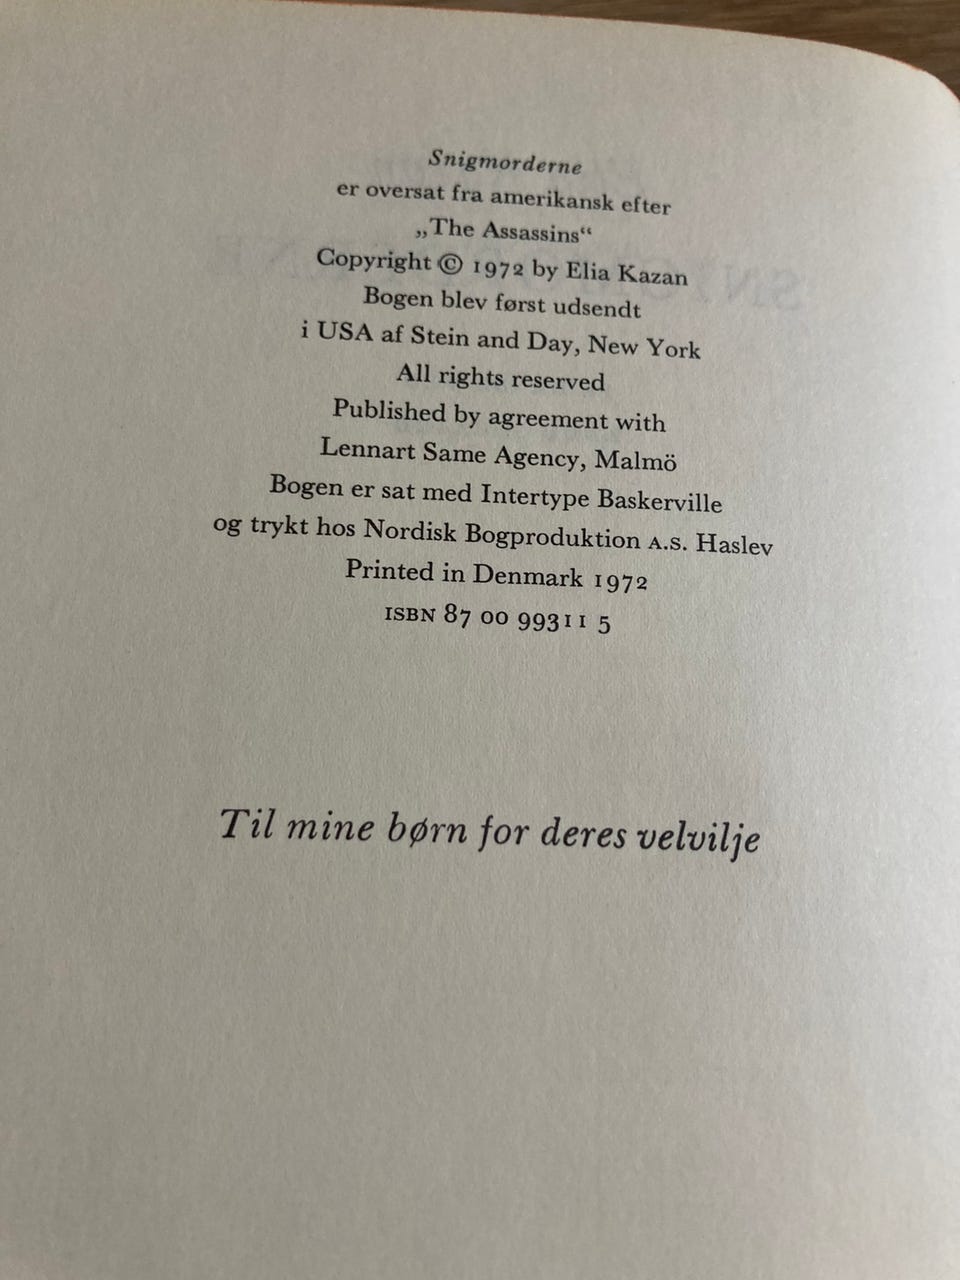 Snigmorderne
er oversat fra amerikansk efter
„The Assassins“
Copyright © 1972 by Elia Kazan
Bogen blev først udsendt
i USA af Stein and Day, New York
All rights reserved
Published by agreement with
Lennart Same Agency, Malmö
Bogen er sat med Intertype Baskerville
og trykt hos Nordisk Bogproduktion A.S. Haslev
Printed in Denmark 1972
ISBN 87 00 99311 5
Til mine børn for deres velvilje